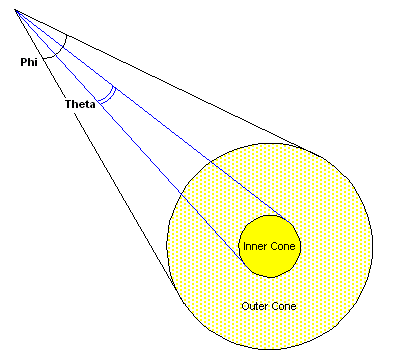 Phi
Theta
Inner Cone
Outer Cone